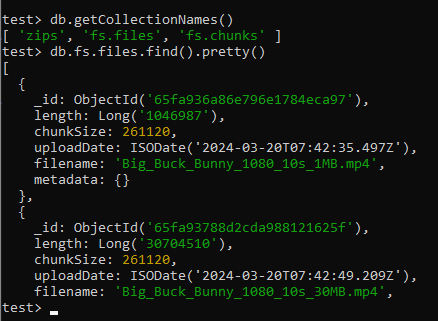 test> db.getCollectionNames()
[ 'zips', 'fs.files', 'fs.chunks' ]
test> db.fs.files.find().pretty()
[
  {
    _id: ObjectId('65fa936a86e796e1784eca97'),
    length: Long('1046987'),
    chunkSize: 261120,
    uploadDate: ISODate('2024-03-20T07:42:35.497Z'),
    filename: 'Big_Buck_Bunny_1080_10s_1MB.mp4',
    metadata: {}
  },
  {
    _id: ObjectId('65fa93788d2cda988121625f'),
    length: Long('30704510'),
    chunkSize: 261120,
    uploadDate: ISODate('2024-03-20T07:42:49.209Z'),
    filename: 'Big_Buck_Bunny_1080_10s_30MB.mp4',
test>